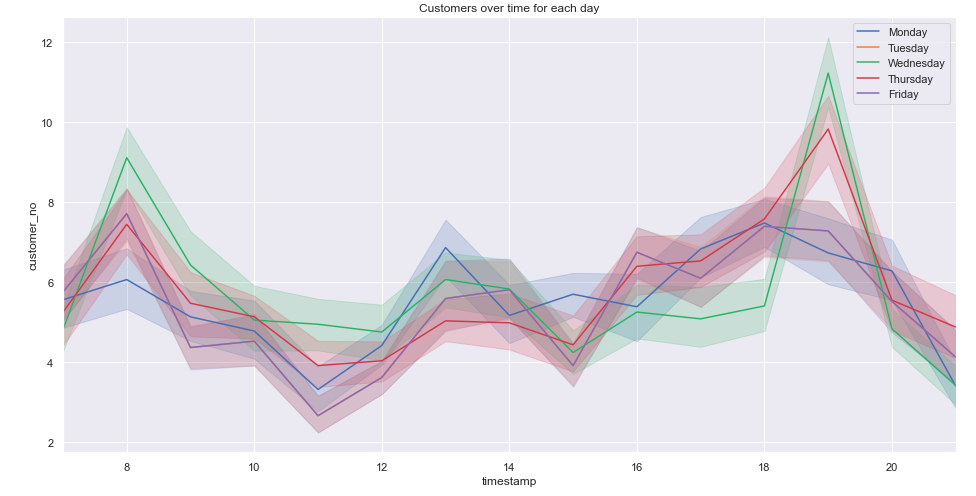 Customers over time for each day
12
10
8
6
4
2
customer_no
Monday
Tuesday
Wednesday
Thursday
Friday
8 10 12 14 16 18 20
timestamp